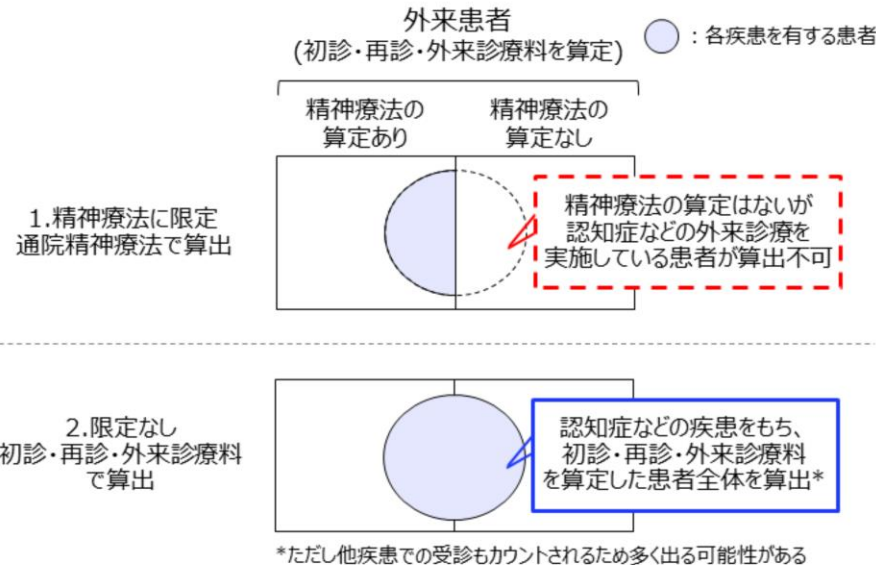 外来患者
(初診・再診・外来診療料を算定)
：各疾患を有する患者
精神療法の
算定あり
精神療法の
算定なし
1.精神療法に限定
通院精神療法で算出
精神療法の算定はないが
認知症などの外来診療を
実施している患者が算出不可
2.限定なし
初診・再診・外来診療料
で算出
認知症などの疾患をもち、
初診・再診・外来診療料
を算定した患者全体を算出*
*ただし他疾患での受診もカウントされるため多く出る可能性がある